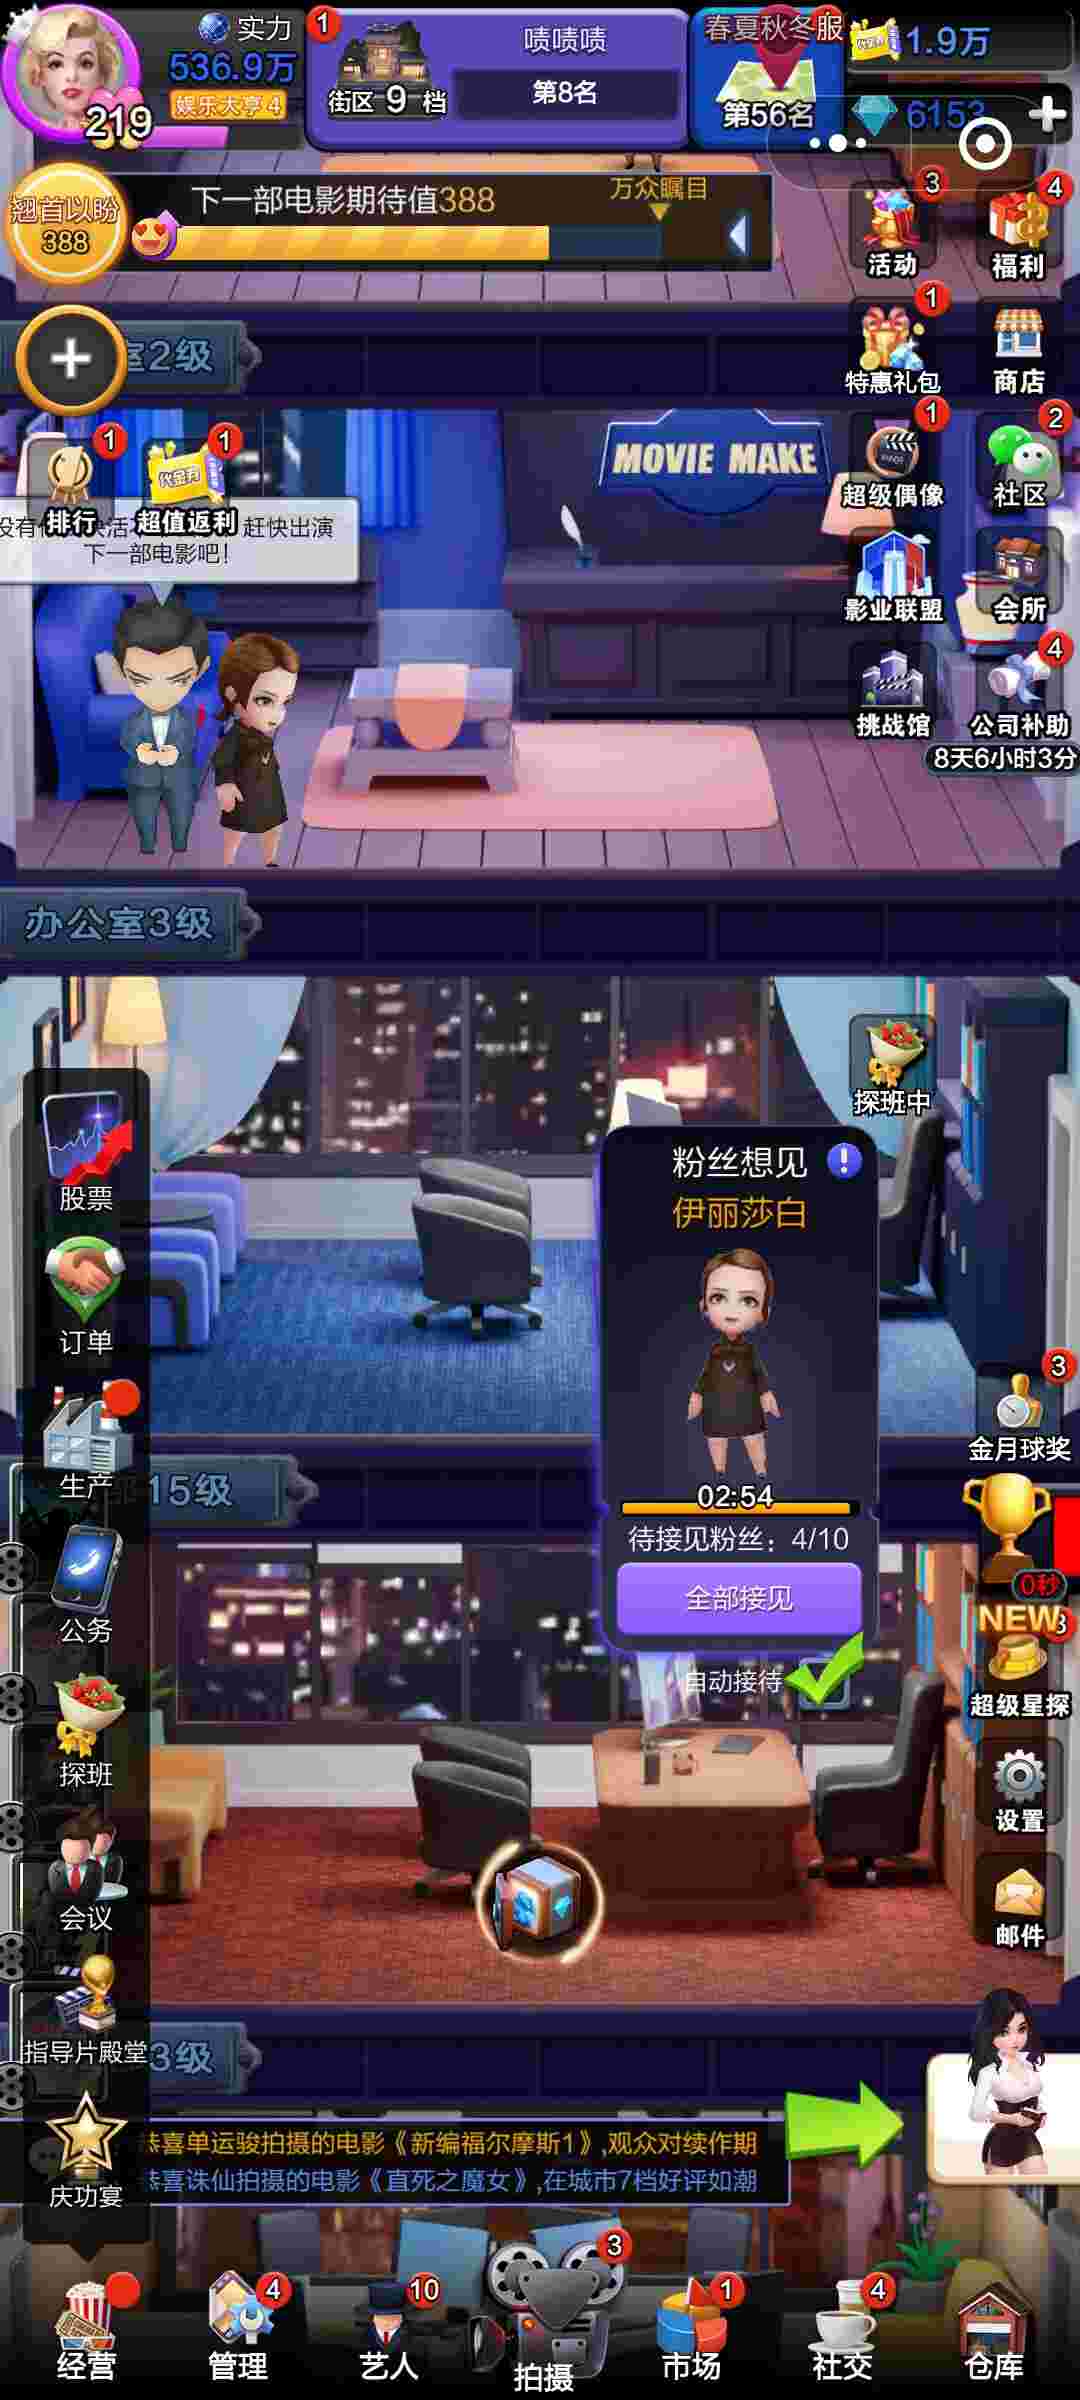 实力
536.9万
娱乐大亨 4
219
1
街区 9 档
啧啧啧
第8名
春夏秋冬服
第56名
1.9万
6153
翘首以盼
388
下一部电影期待值388
万众瞩目
3
活动
4
福利
室2级
1
特惠礼包
商店
1
排行
1
超值返利
MOVIE MAKE
1
超级偶像
2
社区
赶快出演
下一部电影吧!
影业联盟
会所
挑战馆
4
公司补助
8天6小时3分
办公室3级
探班中
股票
粉丝想见
伊丽莎白
订单
02:54
待接见粉丝: 4/10
全部接见
自动接待
3
金月球奖
生产
15级
0秒
NEW
3
超级星探
公务
探班
设置
会议
邮件
指导片殿堂
3级
恭喜单运骏拍摄的电影《新编福尔摩斯1》,观众对续作期
恭喜诛仙拍摄的电影《直死之魔女》,在城市7档好评如潮
庆功宴
经营
4
管理
10
艺人
3
拍摄
1
市场
4
社交
仓库